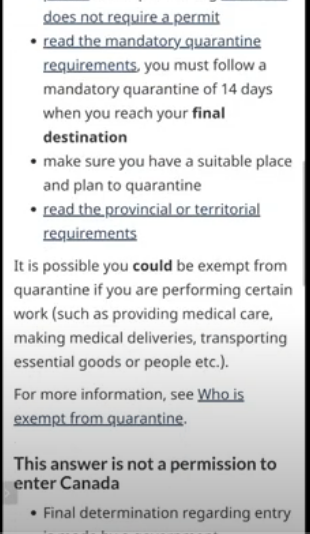 does not require a permit
• read the mandatory quarantine
requirements, you must follow a
mandatory quarantine of 14 days
when you reach your final
destination
• make sure you have a suitable place
and plan to quarantine
• read the provincial or territorial
requirements
It is possible you could be exempt from
quarantine if you are performing certain
work (such as providing medical care,
making medical deliveries, transporting
essential goods or people etc.).
For more information, see Who is
exempt from quarantine.
This answer is not a permission to
enter Canada
• Final determination regarding entry